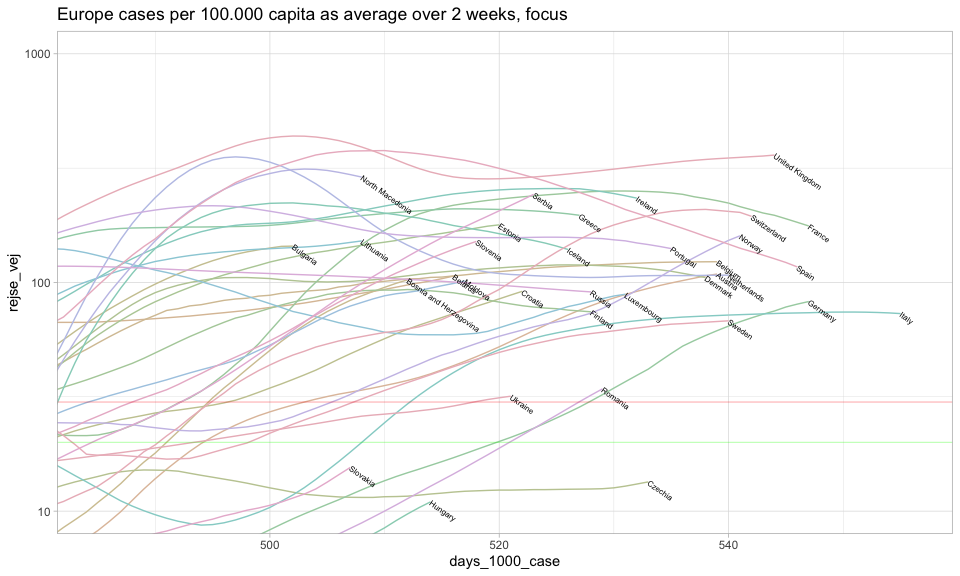 Europe cases per 100.000 capita as average over 2 weeks, focus
1000
United Kingdom
North Macedonia
Serbia
Ireland
Greece
Switzerland
France
Estonia
Norway
Lithuania
Slovenia
Bulgaria
Iceland
Portugal
Spain
Belgium
Netherlands
Austria
Denmark
100
Moldova
Bosnia and Herzegovina
Croatia
Russia
Luxembourg
Germany
Finland
Sweden
Italy
rejse_vej
Romania
Ukraine
Slovakia
Czechia
Hungary
10
500
520
540
days_1000_case